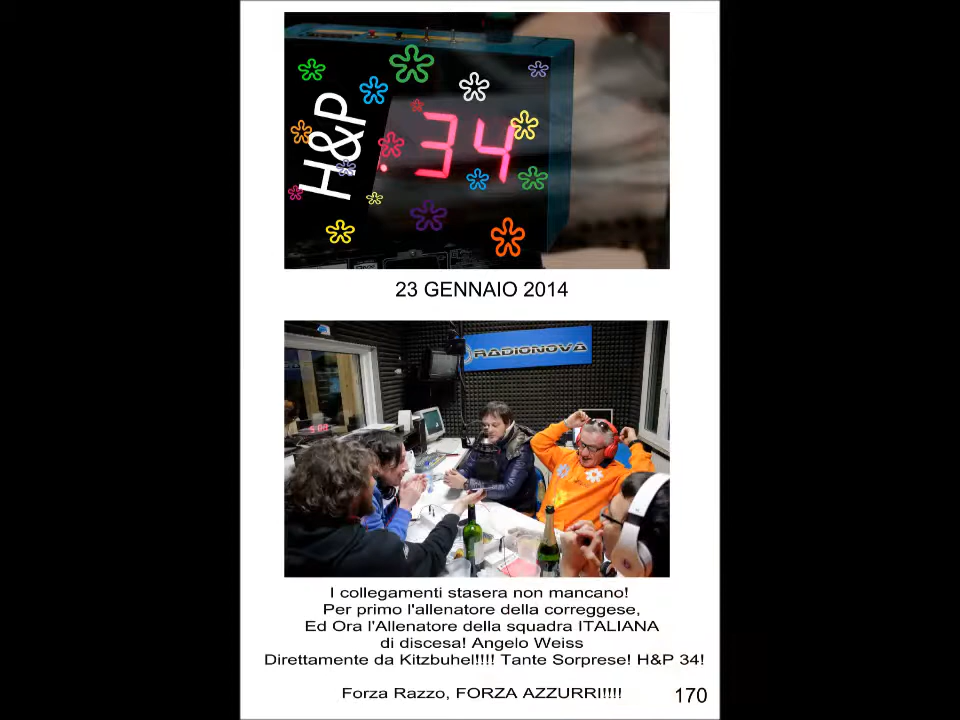 H&P
.34
23 GENNAIO 2014
RADIONOVA
I collegamenti stasera non mancano!
Per primo l'allenatore della correggese,
Ed Ora l'Allenatore della squadra ITALIANA
di discesa! Angelo Weiss
Direttamente da Kitzbuhel!!!! Tante Sorprese! H&P 34!
Forza Razzo, FORZA AZZURRI!!!!
170